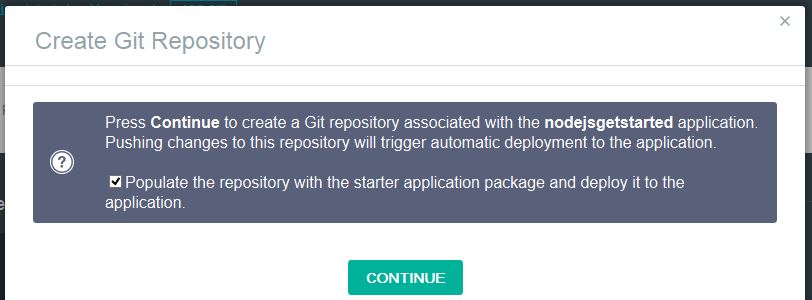 Create Git Repository
×
Press Continue to create a Git repository associated with the nodejsgetstarted application.
Pushing changes to this repository will trigger automatic deployment to the application.
?
Populate the repository with the starter application package and deploy it to the
application.
CONTINUE